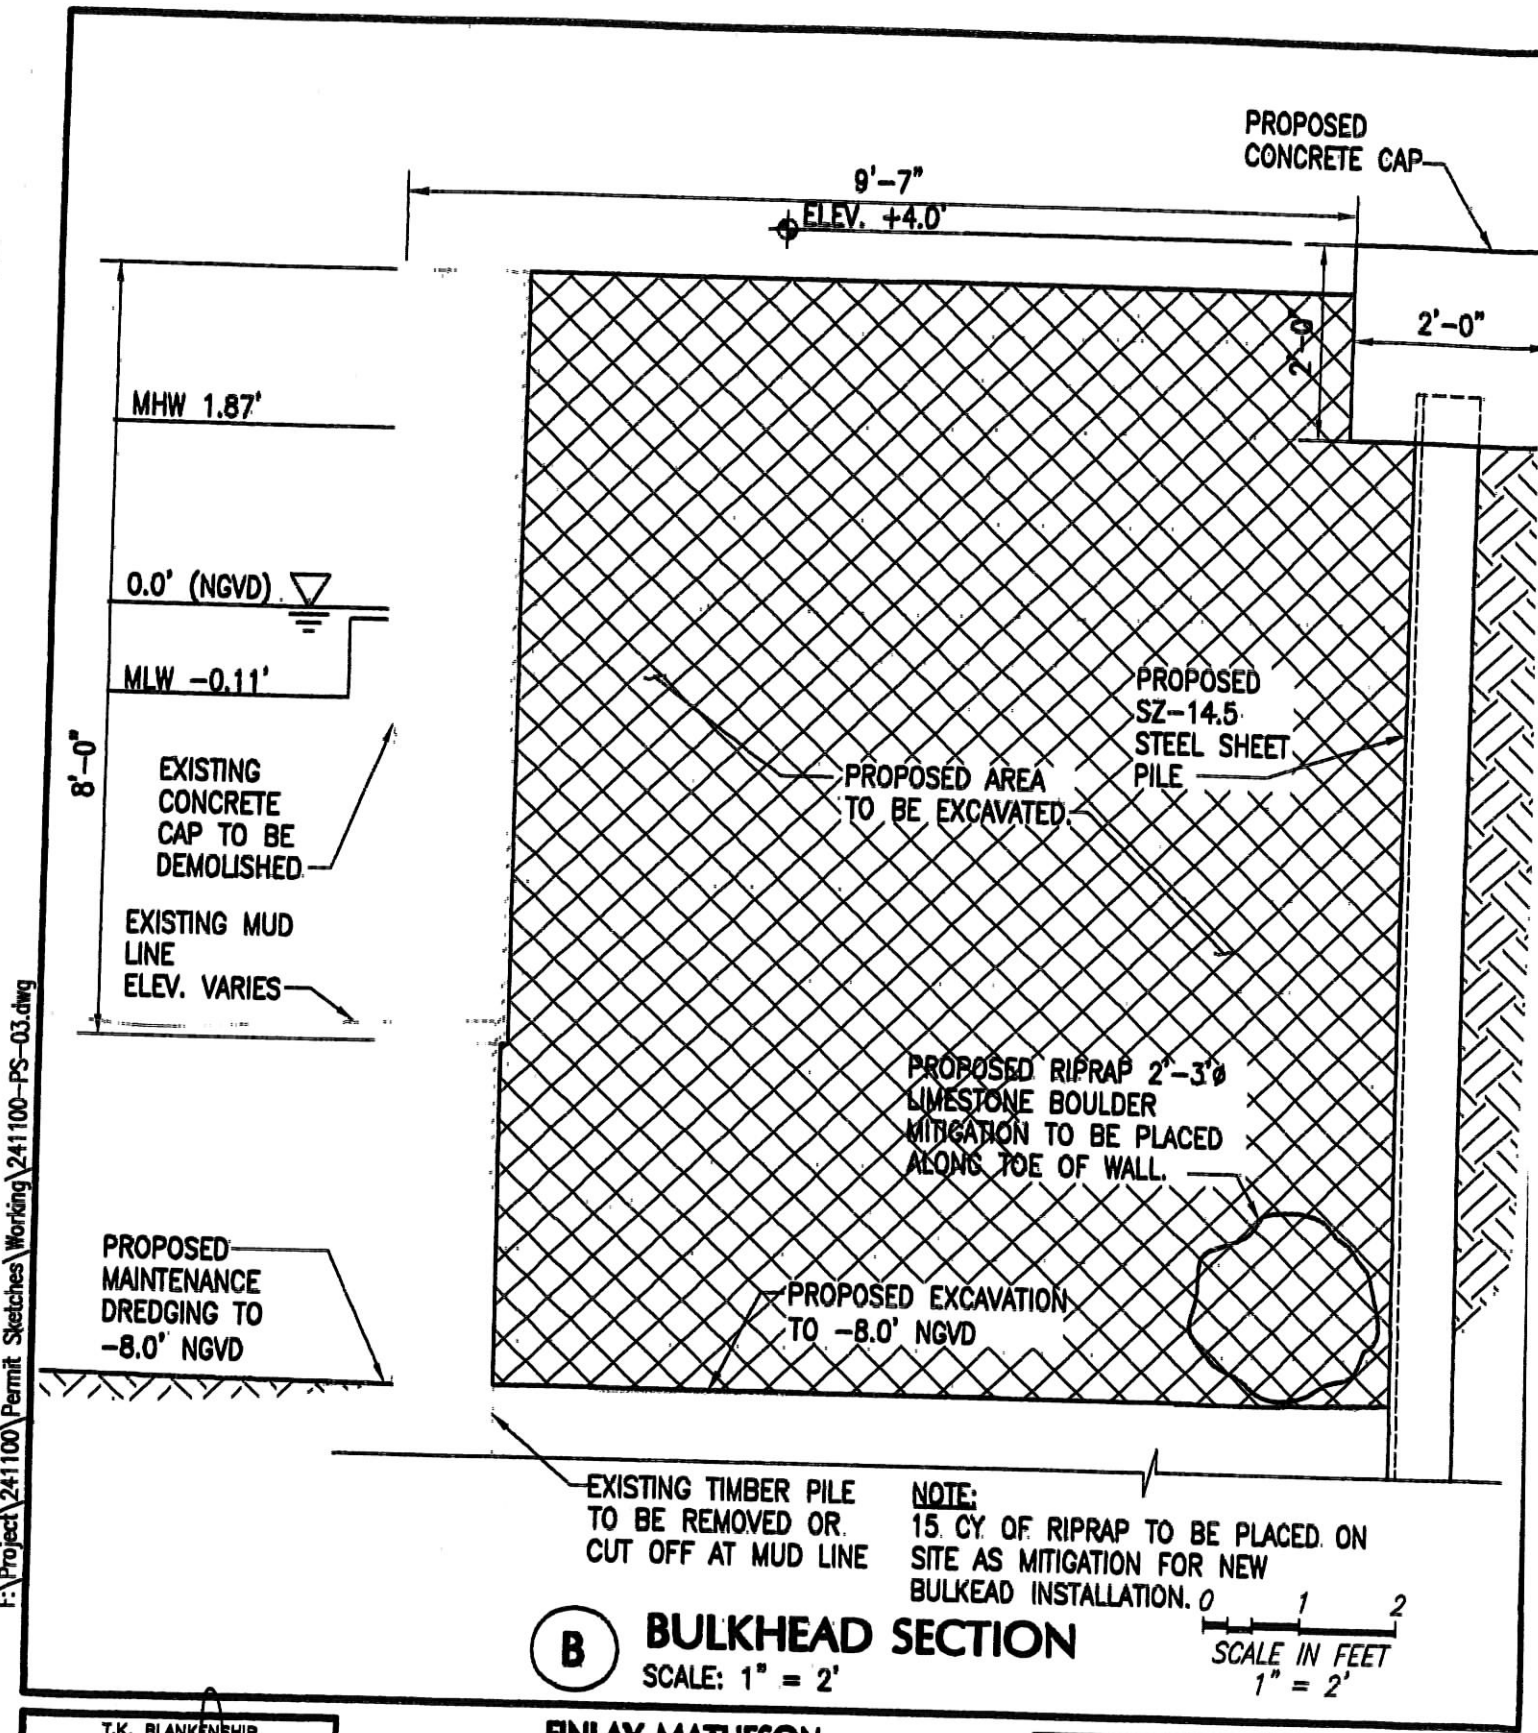 PROPOSED
CONCRETE CAP
9'-7"
ELEV. +4.0'
2'-0"
2'-0"
MHW 1.87'
0.0' (NGVD)
MLW -0.11'
8'-0"
EXISTING
CONCRETE
CAP TO BE
DEMOLISHED
EXISTING MUD
LINE
ELEV. VARIES
PROPOSED
SZ-14.5
STEEL SHEET
PILE
PROPOSED AREA
TO BE EXCAVATED.
PROPOSED RIPRAP 2'-3'ø
LIMESTONE BOULDER
MITIGATION TO BE PLACED
ALONG TOE OF WALL.
PROPOSED
MAINTENANCE
DREDGING TO
-8.0' NGVD
PROPOSED EXCAVATION
TO -8.0' NGVD
EXISTING TIMBER PILE
TO BE REMOVED OR
CUT OFF AT MUD LINE
NOTE:
15 CY OF RIPRAP TO BE PLACED ON
SITE AS MITIGATION FOR NEW
BULKEAD INSTALLATION.
0 1 2
SCALE IN FEET
1" = 2'
B BULKHEAD SECTION
SCALE: 1" = 2'
F:\Project\241100\Permit Sketches\Working\241100-PS-03.dwg
T.K. BLANKENSHIP
FINLAY MATHESON